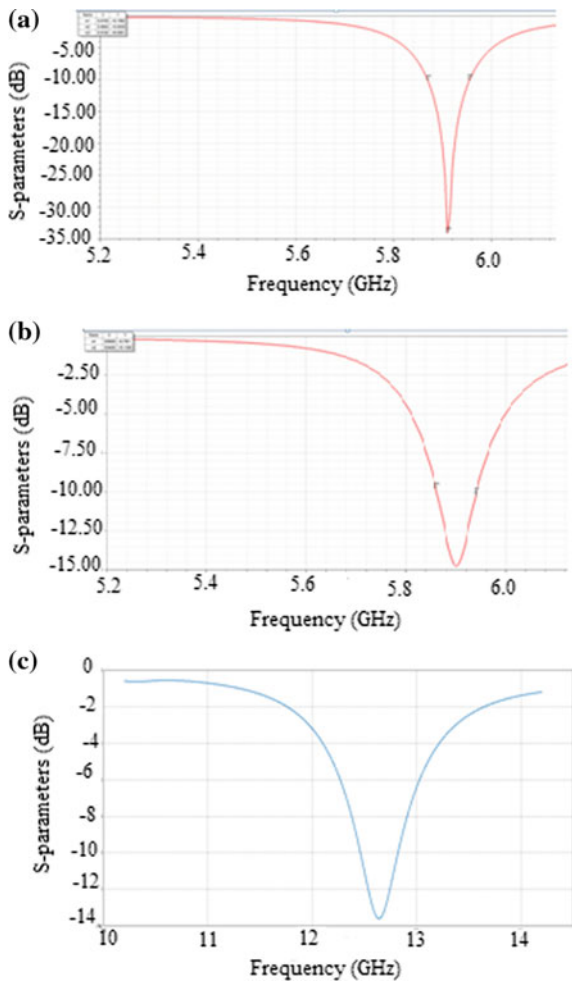 (a)
-5.00
-10.00
-15.00
-20.00
-25.00
-30.00
-35.00
S-parameters (dB)
5.2 5.4 5.6 5.8 6.0
Frequency (GHz)
(b)
-2.50
-5.00
-7.50
-10.00
-12.50
-15.00
S-parameters (dB)
5.2 5.4 5.6 5.8 6.0
Frequency (GHz)
(c)
0
-2
-4
-6
-8
-10
-12
-14
S-parameters (dB)
10 11 12 13 14
Frequency (GHz)